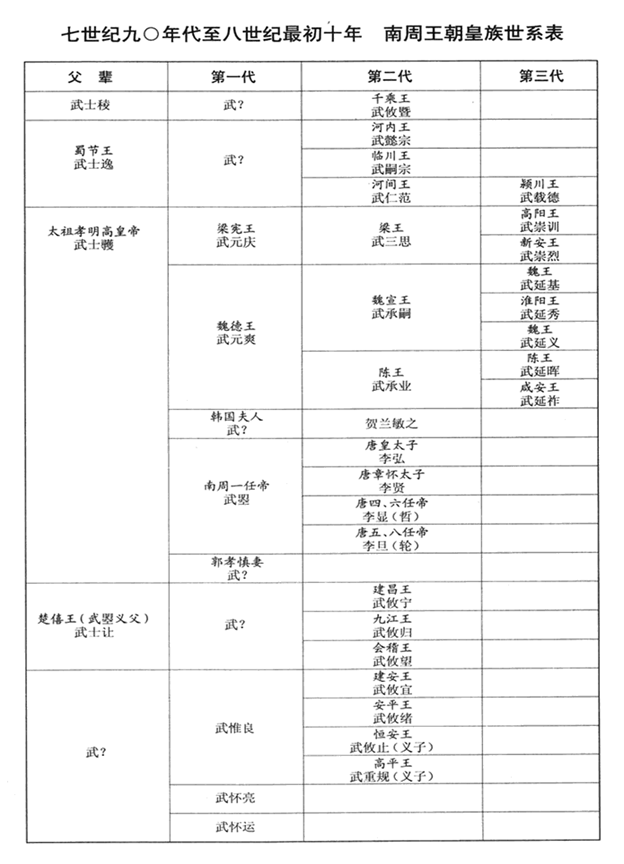 七世纪九〇年代至八世纪最初十年　南周王朝皇族世系表
父　辈
第一代
第二代
第三代
武士稜
武？
千乘王
武攸暨
蜀节王
武士逸
武？
河内王
武懿宗
临川王
武嗣宗
河间王
武仁范
颍川王
武载德
太祖孝明高皇帝
武士彟
梁宪王
武元庆
梁王
武三思
高阳王
武崇训
新安王
武崇烈
魏德王
武元爽
魏宣王
武承嗣
魏王
武延基
淮阳王
武延秀
魏王
武延义
陈王
武承业
陈王
武延晖
咸安王
武延祚
韩国夫人
武？
贺兰敏之
南周一任帝
武曌
唐皇太子
李弘
唐章怀太子
李贤
唐四、六任帝
李显（哲）
唐五、八任帝
李旦（轮）
郭孝慎妻
武？
楚僖王（武曌义父）
武士让
武？
建昌王
武攸宁
九江王
武攸归
会稽王
武攸望
武？
武惟良
建安王
武攸宜
安平王
武攸绪
恒安王
武攸止（义子）
高平王
武重规（义子）
武怀亮
武怀运